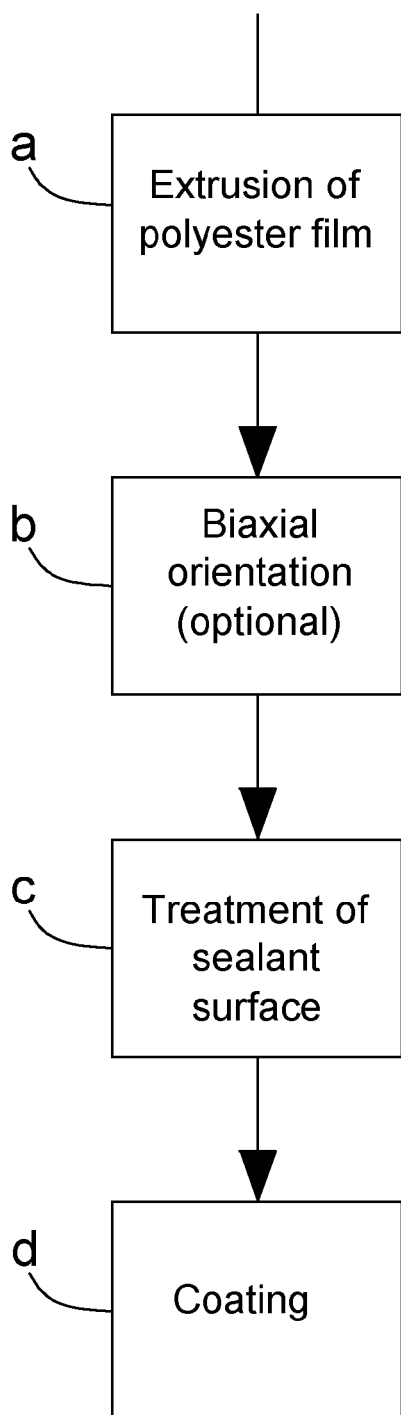 a
Extrusion of
polyester film
b
Biaxial
orientation
(optional)
c
Treatment of
sealant
surface
d
Coating